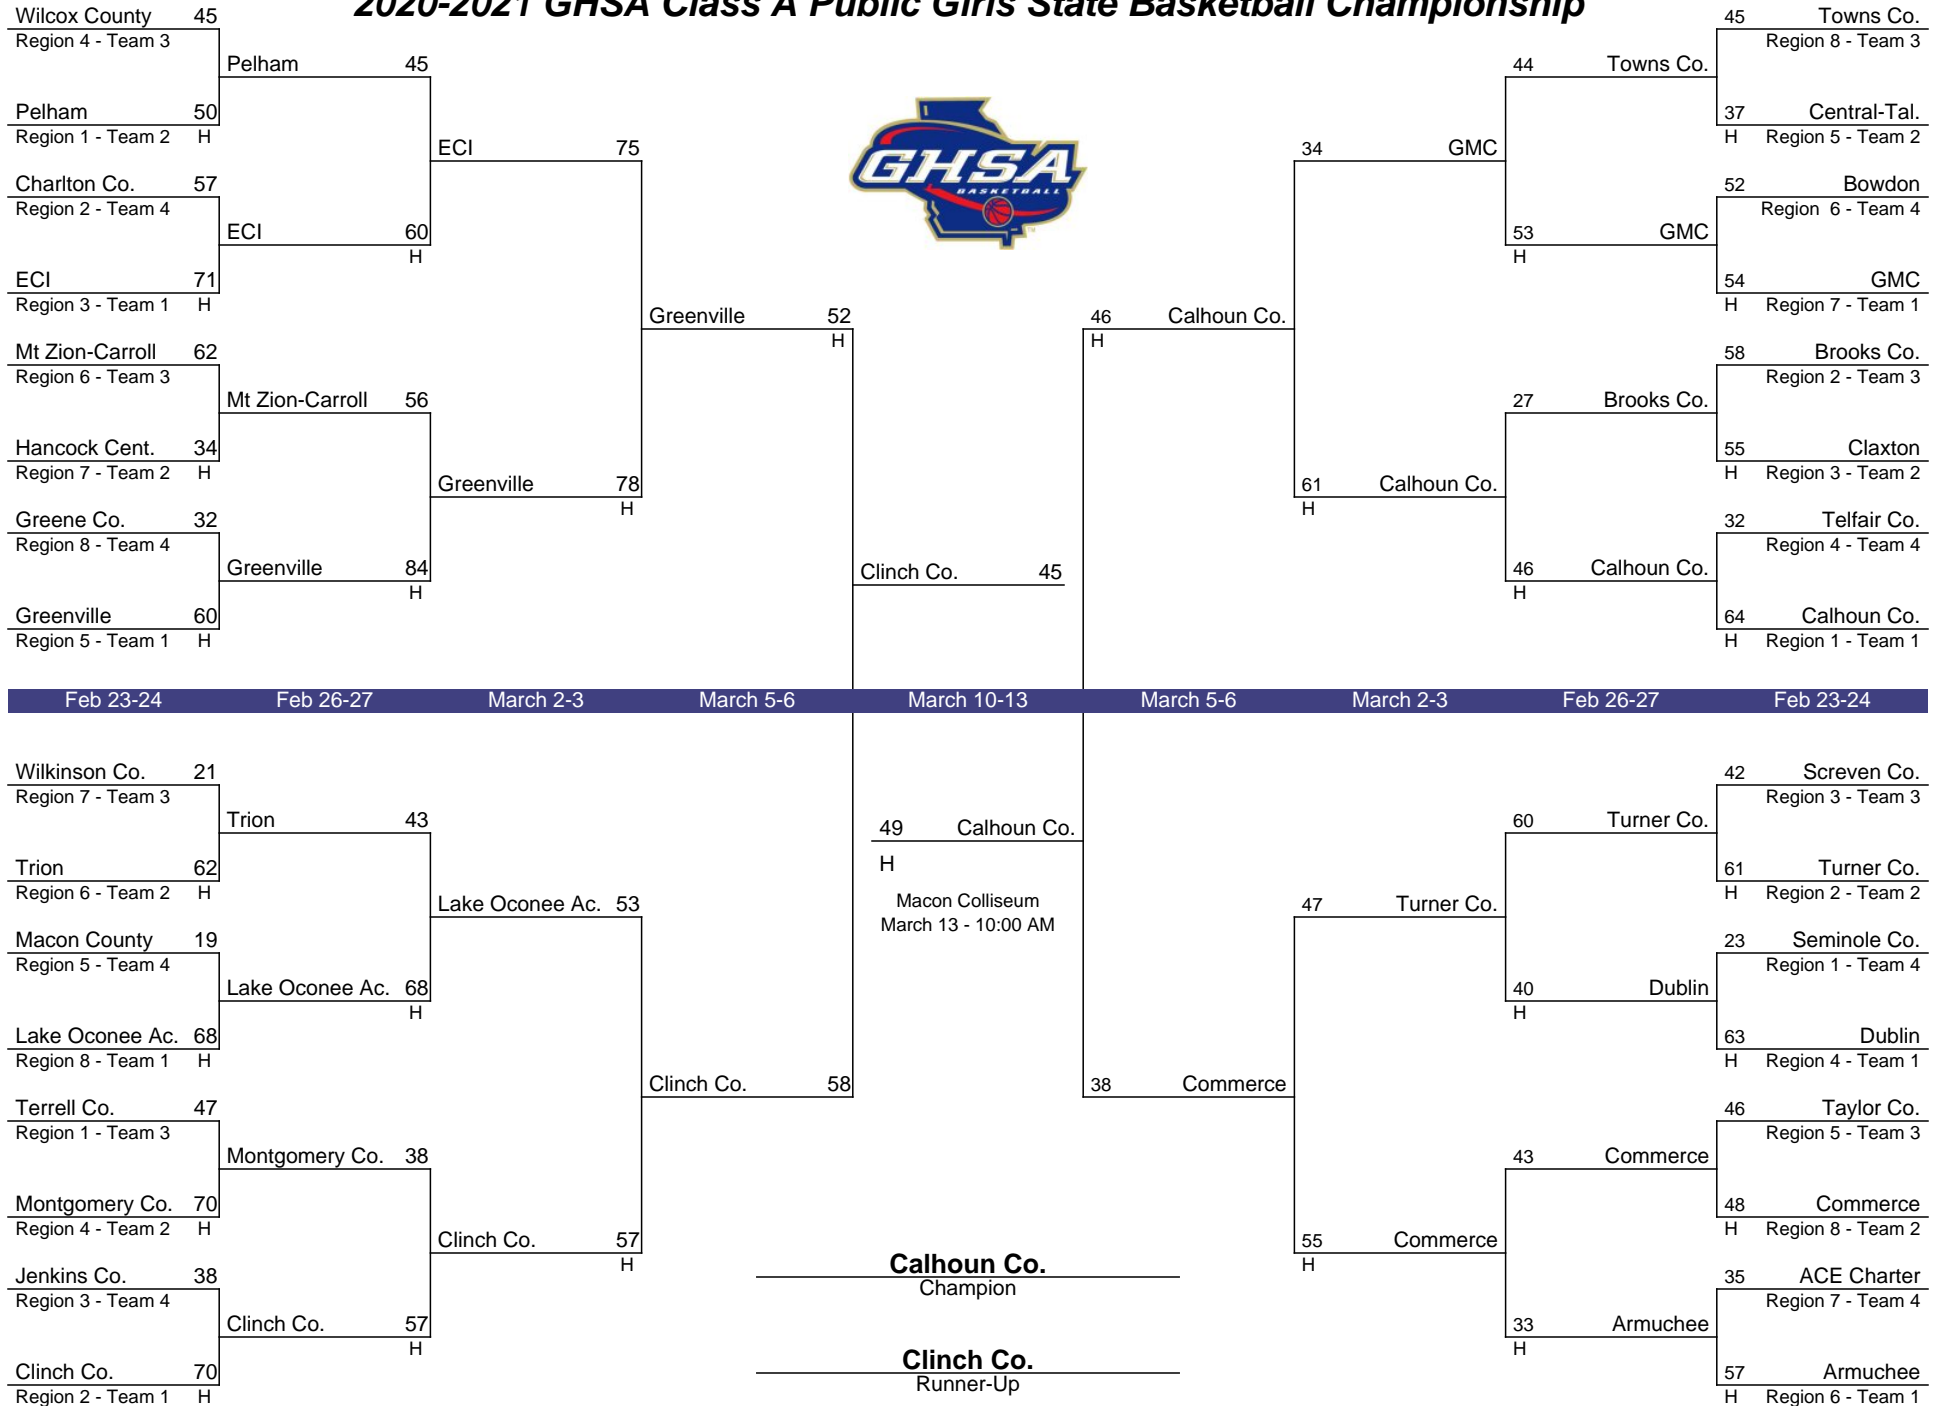 2020-2021 GHSA Class A Public Girls State Basketball Championship
Wilcox County 45
Region 4 - Team 3
Pelham 45
Pelham 50
Region 1 - Team 2 H
ECI 75
Charlton Co. 57
Region 2 - Team 4
ECI 60
H
ECI 71
Region 3 - Team 1 H
Greenville 52
H
Mt Zion-Carroll 62
Region 6 - Team 3
Mt Zion-Carroll 56
Hancock Cent. 34
Region 7 - Team 2 H
Greenville 78
H
Greene Co. 32
Region 8 - Team 4
Greenville 84
H
Greenville 60
Region 5 - Team 1 H
Clinch Co. 45
GHSA
BASKETBALL
TM
45 Towns Co.
Region 8 - Team 3
44 Towns Co.
37 Central-Tal.
H Region 5 - Team 2
34 GMC
52 Bowdon
Region 6 - Team 4
53 GMC
H
54 GMC
H Region 7 - Team 1
46 Calhoun Co.
H
58 Brooks Co.
Region 2 - Team 3
27 Brooks Co.
55 Claxton
H Region 3 - Team 2
61 Calhoun Co.
H
32 Telfair Co.
Region 4 - Team 4
46 Calhoun Co.
H
64 Calhoun Co.
H Region 1 - Team 1
Feb 23-24 Feb 26-27 March 2-3 March 5-6 March 10-13 March 5-6 March 2-3 Feb 26-27 Feb 23-24
Wilkinson Co. 21
Region 7 - Team 3
Trion 43
Trion 62
Region 6 - Team 2 H
Lake Oconee Ac. 53
Macon County 19
Region 5 - Team 4
Lake Oconee Ac. 68
H
Lake Oconee Ac. 68
Region 8 - Team 1 H
Clinch Co. 58
Terrell Co. 47
Region 1 - Team 3
Montgomery Co. 38
Montgomery Co. 70
Region 4 - Team 2 H
Clinch Co. 57
H
Jenkins Co. 38
Region 3 - Team 4
Clinch Co. 57
H
Clinch Co. 70
Region 2 - Team 1 H
49 Calhoun Co.
H
Macon Colliseum
March 13 - 10:00 AM
Calhoun Co.
Champion
Clinch Co.
Runner-Up
42 Screven Co.
Region 3 - Team 3
60 Turner Co.
61 Turner Co.
H Region 2 - Team 2
47 Turner Co.
23 Seminole Co.
Region 1 - Team 4
40 Dublin
H
63 Dublin
H Region 4 - Team 1
38 Commerce
46 Taylor Co.
Region 5 - Team 3
43 Commerce
48 Commerce
H Region 8 - Team 2
55 Commerce
H
35 ACE Charter
Region 7 - Team 4
33 Armuchee
H
57 Armuchee
H Region 6 - Team 1